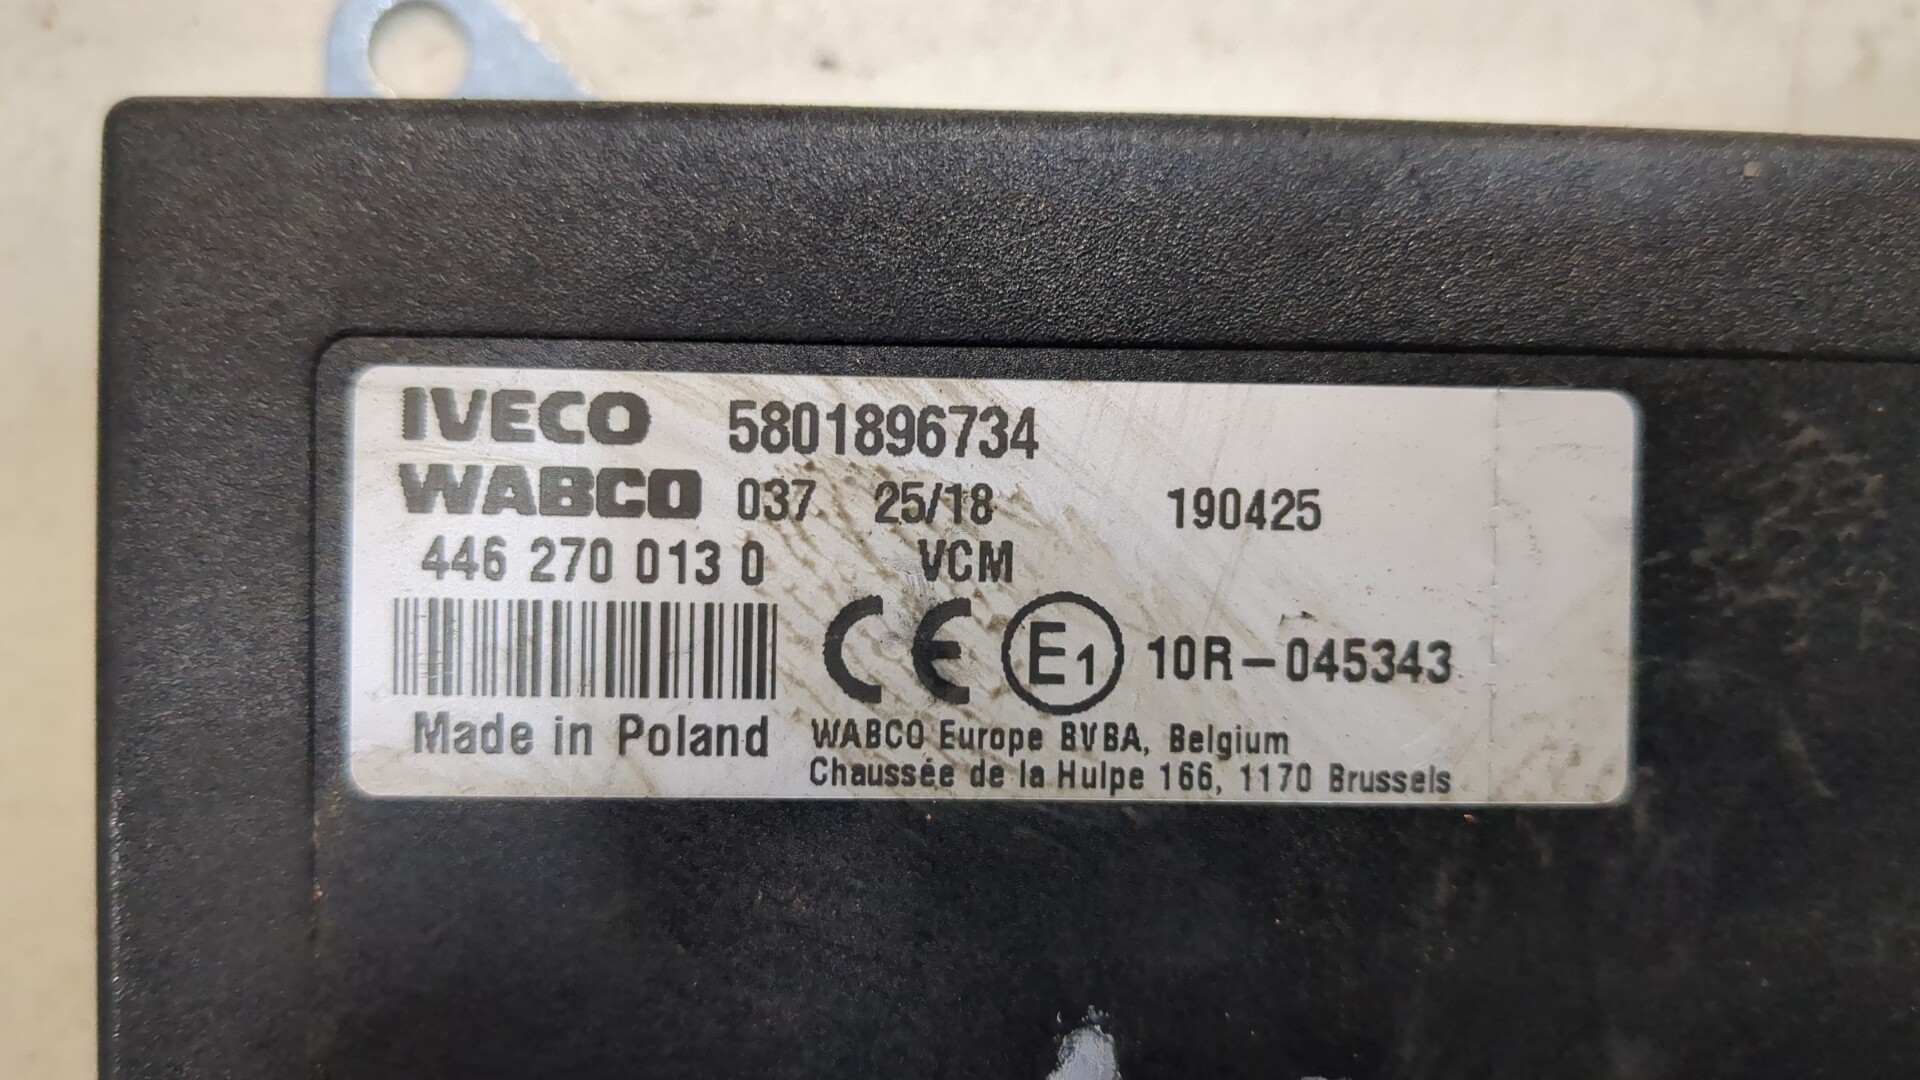 IVECO 5801896734
WABCO 037 25/18 190425
446 270 013 0 VCM
CE E1 10R-045343
Made in Poland
WABCO Europe BVBA, Belgium
Chaussée de la Hulpe 166, 1170 Brussels